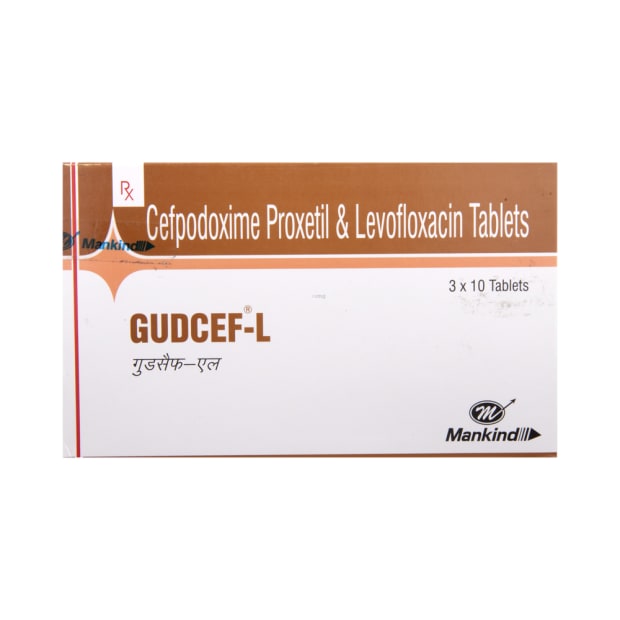 Rx
Cefpodoxime Proxetil & Levofloxacin Tablets
Mankind
3 x 10 Tablets
GUDCEF-L®
गुडसैफ-एल
m
Mankind